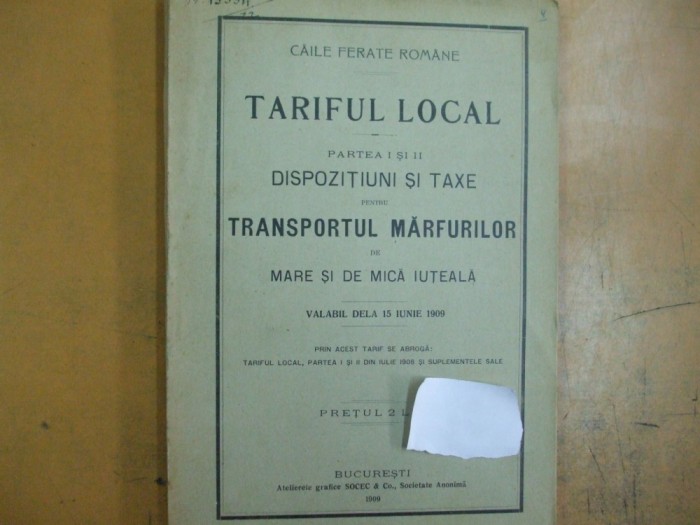 CĂILE FERATE ROMÂNE
TARIFUL LOCAL
PARTEA I ȘI II
DISPOZIȚIUNI ȘI TAXE
PENTRU
TRANSPORTUL MĂRFURILOR
DE
MARE ȘI DE MICĂ IUȚEALĂ
VALABIL DELA 15 IUNIE 1909
PRIN ACEST TARIF SE ABROGĂ:
TARIFUL LOCAL, PARTEA I ȘI II DIN IULIE 1906 ȘI SUPLEMENTELE SALE
PREȚUL 2 L
BUCUREȘTI
Atelierele grafice SOCEC & Co., Societate Anonimă
1909